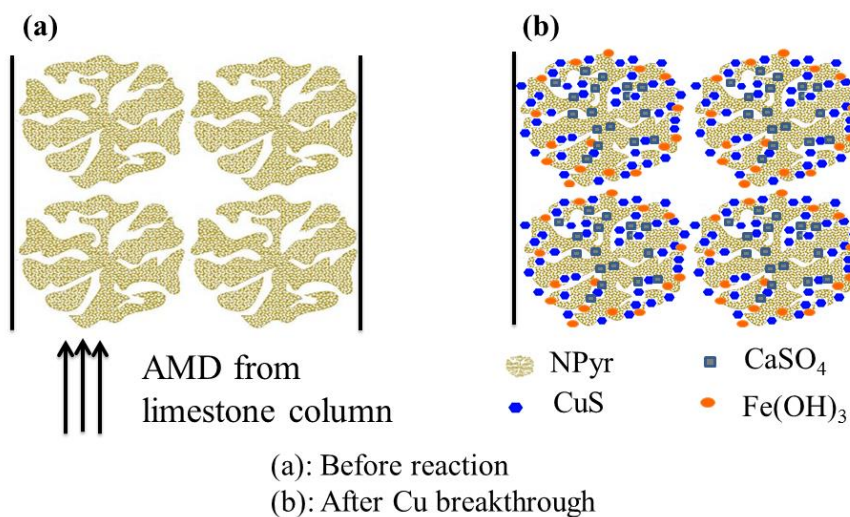 (a)
(b)
AMD from
limestone column
NPyr
CaSO₄
CuS
Fe(OH)₃
(a): Before reaction
(b): After Cu breakthrough